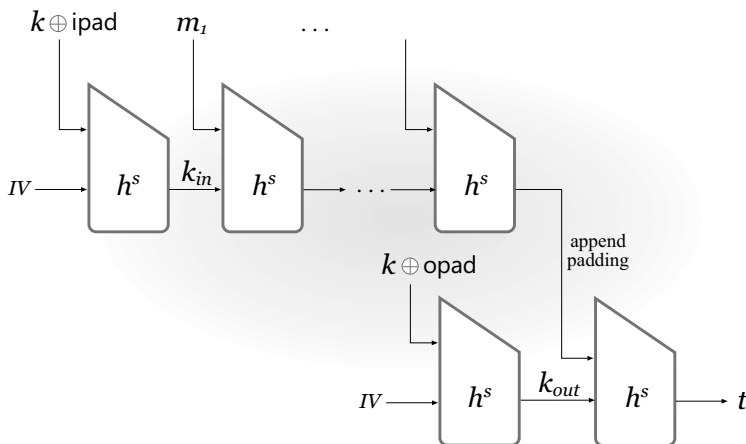 k ⊕ ipad
m₁
. . .
IV
hˢ
k_in
hˢ
. . .
hˢ
append
padding
k ⊕ opad
IV
hˢ
k_out
hˢ
t